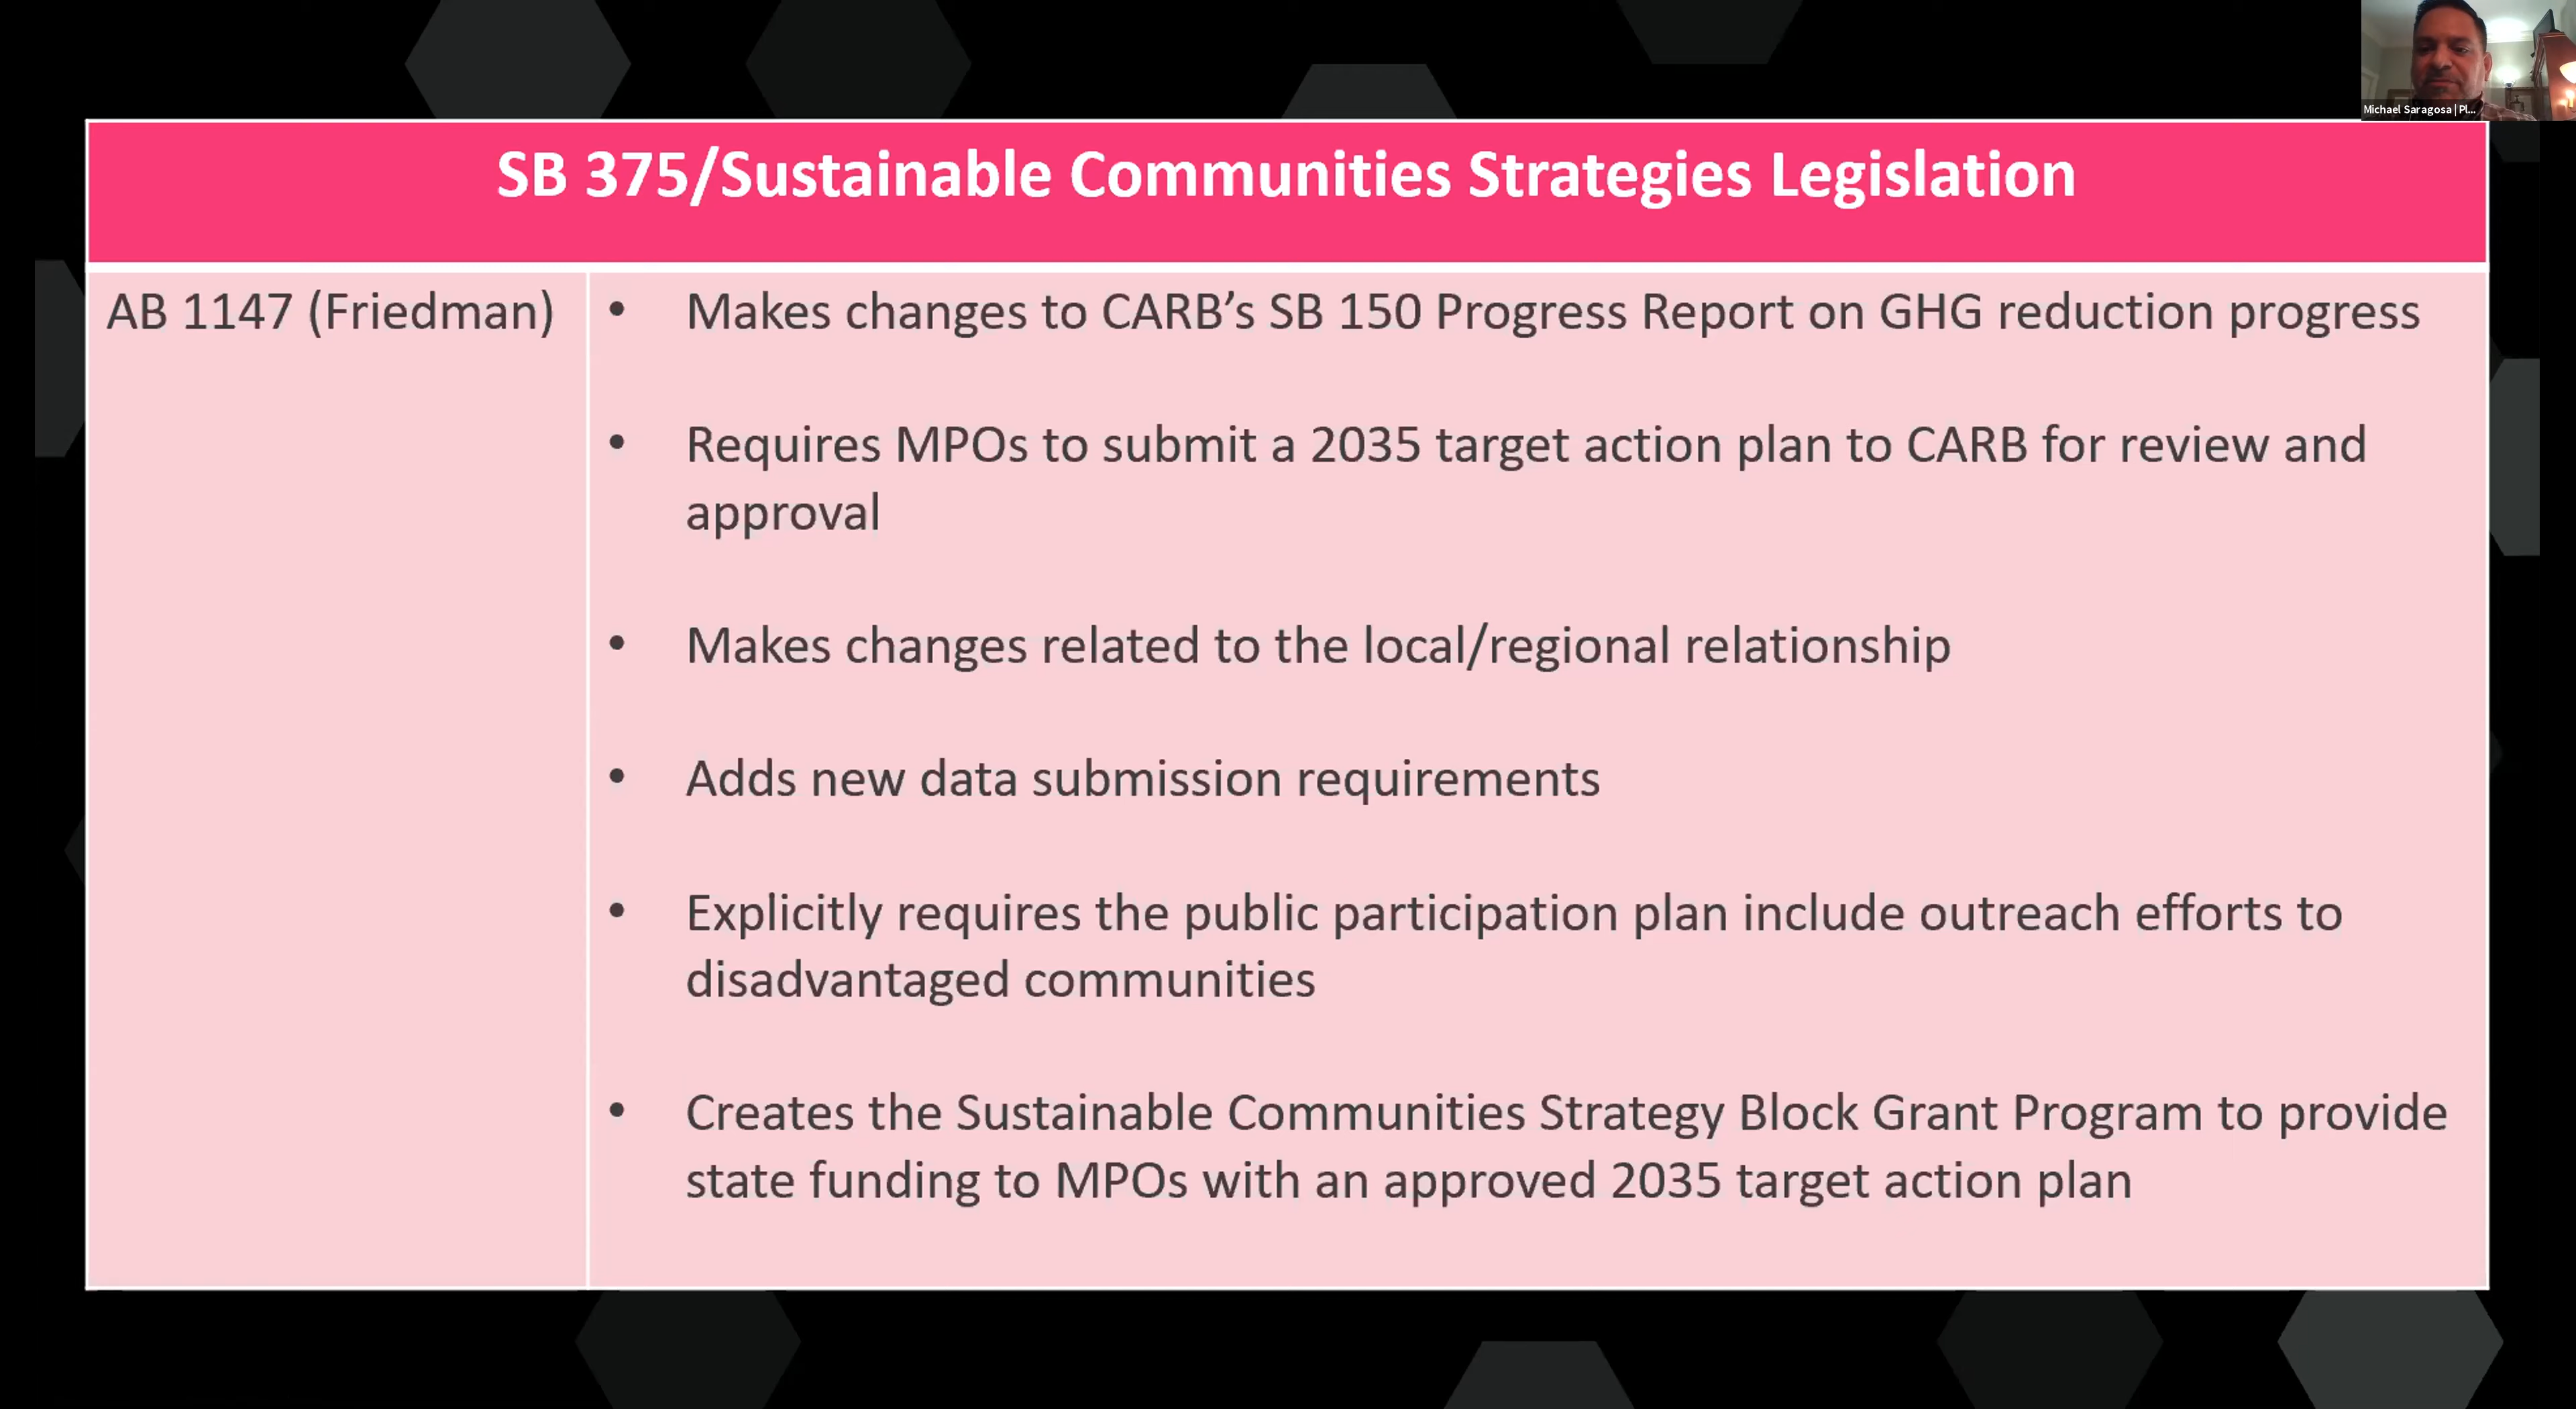 Michael Saragosa | Pl...
SB 375/Sustainable Communities Strategies Legislation
AB 1147 (Friedman)
• Makes changes to CARB’s SB 150 Progress Report on GHG reduction progress
• Requires MPOs to submit a 2035 target action plan to CARB for review and
approval
• Makes changes related to the local/regional relationship
• Adds new data submission requirements
• Explicitly requires the public participation plan include outreach efforts to
disadvantaged communities
• Creates the Sustainable Communities Strategy Block Grant Program to provide
state funding to MPOs with an approved 2035 target action plan